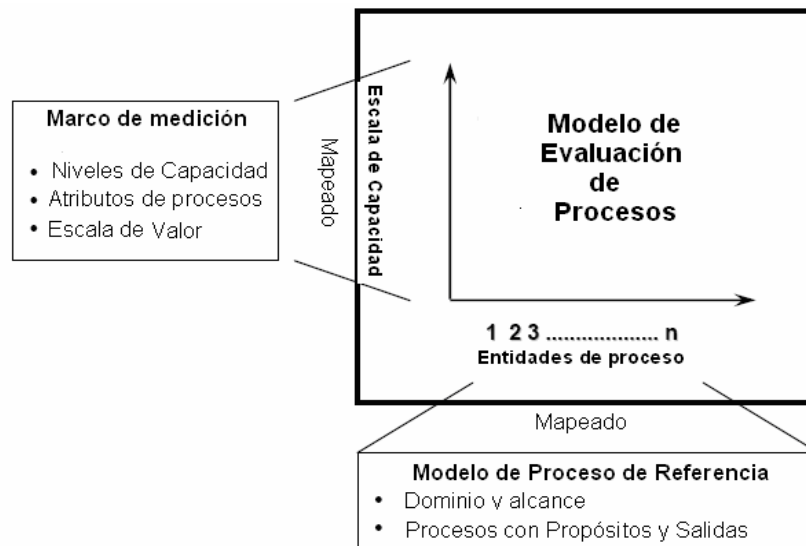 Marco de medición
• Niveles de Capacidad
• Atributos de procesos
• Escala de Valor
Mapeado
Escala de Capacidad
Modelo de
Evaluación
de
Procesos
1 2 3 ................... n
Entidades de proceso
Mapeado
Modelo de Proceso de Referencia
• Dominio y alcance
• Procesos con Propósitos y Salidas